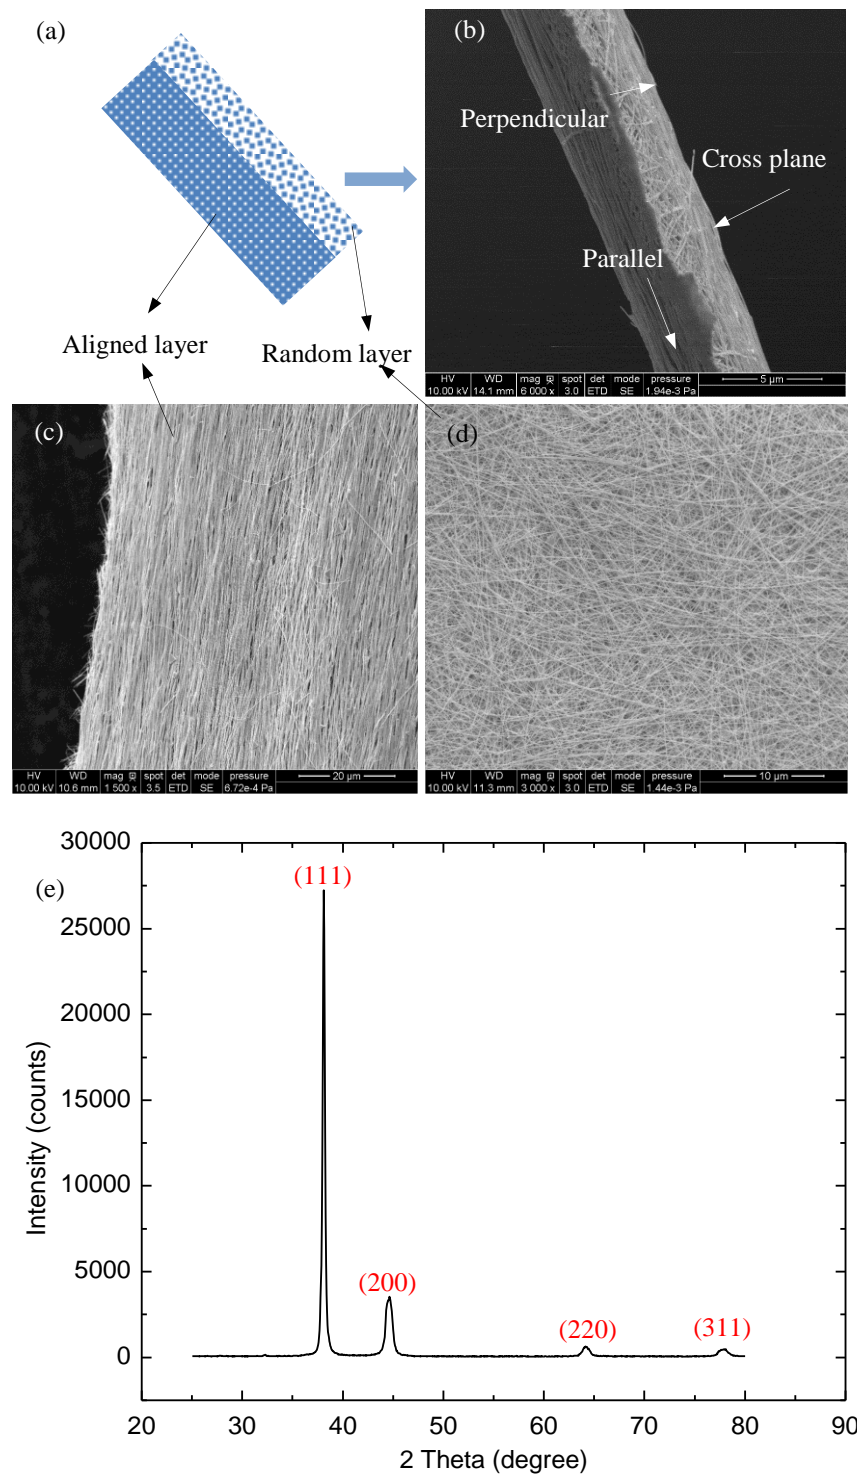 (a)
Aligned layer
Random layer
(b)
Perpendicular
Cross plane
Parallel
HV WD mag spot det mode pressure
10.00 kV 14.1 mm 6 000 x 3.0 ETD SE 1.94e-3 Pa
5 µm
(c)
HV WD mag spot det mode pressure
10.00 kV 10.6 mm 1 500 x 3.5 ETD SE 6.72e-4 Pa
20 µm
(d)
HV WD mag spot det mode pressure
10.00 kV 11.3 mm 3 000 x 3.0 ETD SE 1.44e-3 Pa
10 µm
(e)
(111)
(200)
(220)
(311)
30000
25000
20000
15000
10000
5000
0
Intensity (counts)
20 30 40 50 60 70 80 90
2 Theta (degree)